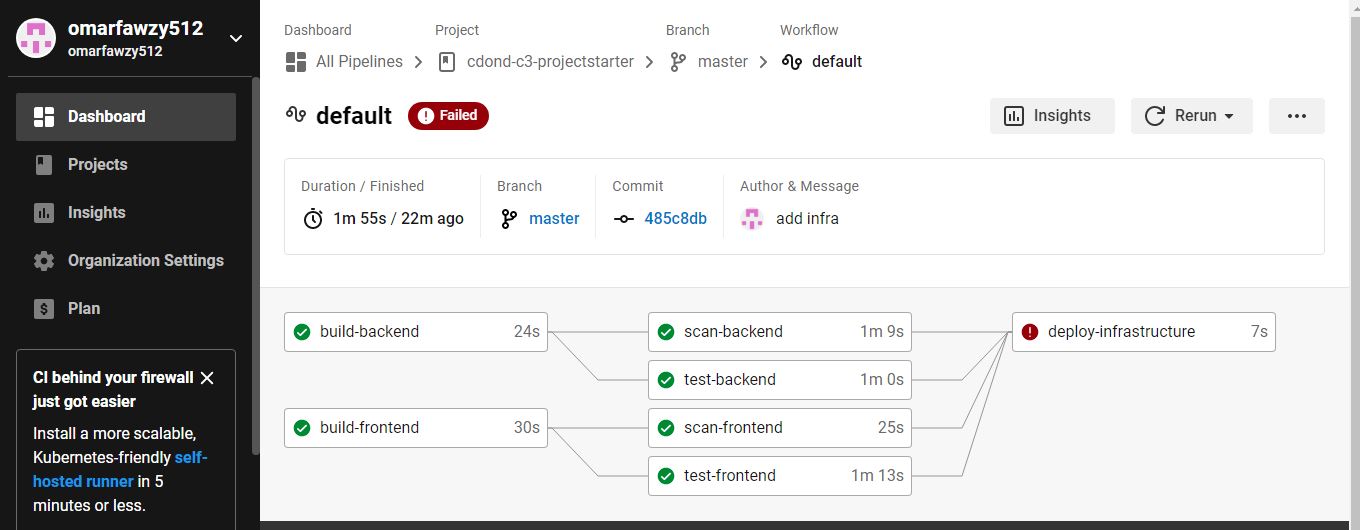 omarfawzy512
omarfawzy512
Dashboard
Projects
Insights
Organization Settings
Plan
CI behind your firewall
just got easier
Install a more scalable,
Kubernetes-friendly self-
hosted runner in 5
minutes or less.
Dashboard Project Branch Workflow
All Pipelines cdond-c3-projectstarter master default
default Failed Insights Rerun
Duration / Finished Branch Commit Author & Message
1m 55s / 22m ago master 485c8db add infra
build-backend 24s scan-backend 1m 9s deploy-infrastructure 7s
test-backend 1m 0s
build-frontend 30s scan-frontend 25s
test-frontend 1m 13s